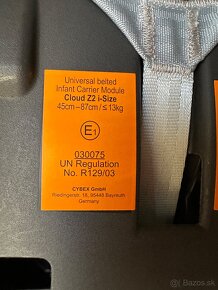 Universal belted
Infant Carrier Module
Cloud Z2 i-Size
45cm – 87cm / ≤ 13kg
E1
030075
UN Regulation
No. R129/03
CYBEX GmbH
Riedingerstr. 18, 95448 Bayreuth
Germany
bazos.sk